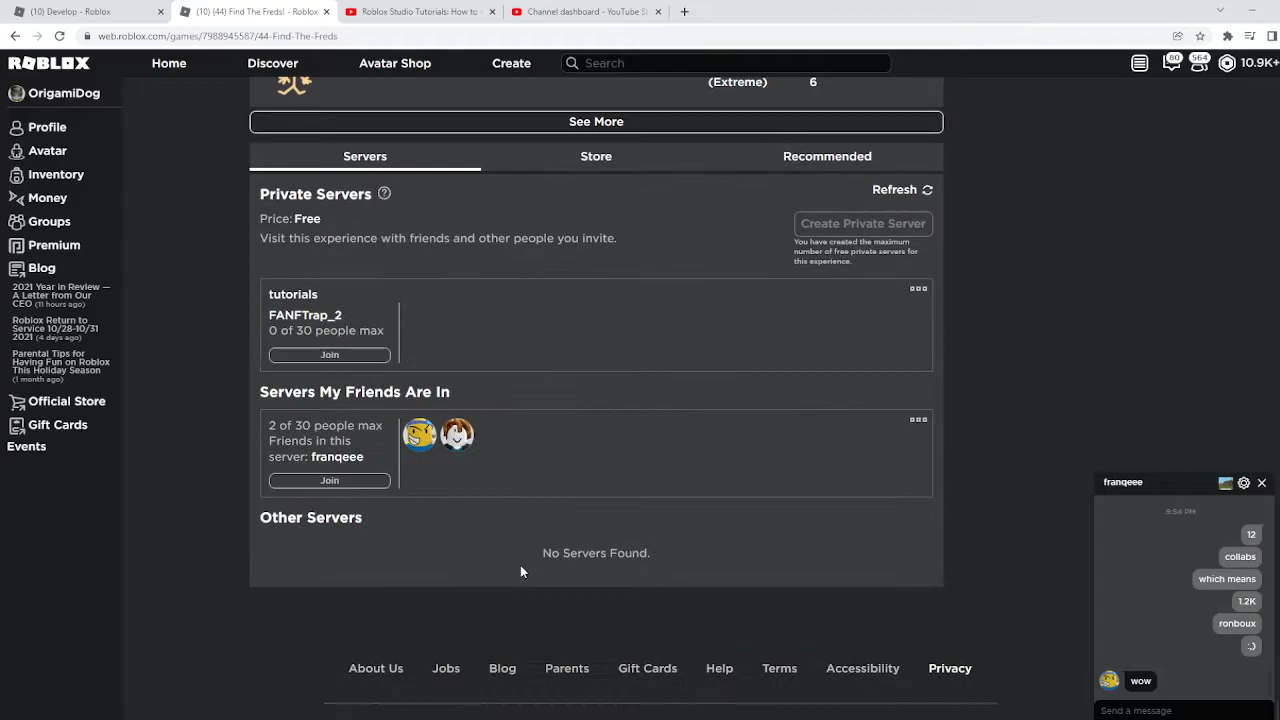 (10) Develop - Roblox
(10) (44) Find The Freds! - Roblox
Roblox Studio Tutorials: How to
Channel dashboard - YouTube St
web.roblox.com/games/7988945587/44-Find-The-Freds
ROBLOX
Home
Discover
Avatar Shop
Create
Search
80
564
10.9K+
OrigamiDog
Profile
Avatar
Inventory
Money
Groups
Premium
Blog
2021 Year in Review —
A Letter from Our
CEO (11 hours ago)
Roblox Return to
Service 10/28-10/31
2021 (4 days ago)
Parental Tips for
Having Fun on Roblox
This Holiday Season
(1 month ago)
Official Store
Gift Cards
Events
(Extreme) 6
See More
Servers
Store
Recommended
Private Servers ?
Refresh
Price: Free
Visit this experience with friends and other people you invite.
Create Private Server
You have created the maximum
number of free private servers for
this experience.
tutorials
FANFTrap_2
0 of 30 people max
Join
Servers My Friends Are In
2 of 30 people max
Friends in this
server: franqeee
Join
Other Servers
No Servers Found.
About Us
Jobs
Blog
Parents
Gift Cards
Help
Terms
Accessibility
Privacy
franqeee
9:54 PM
12
collabs
which means
1.2K
ronboux
:)
wow
Send a message